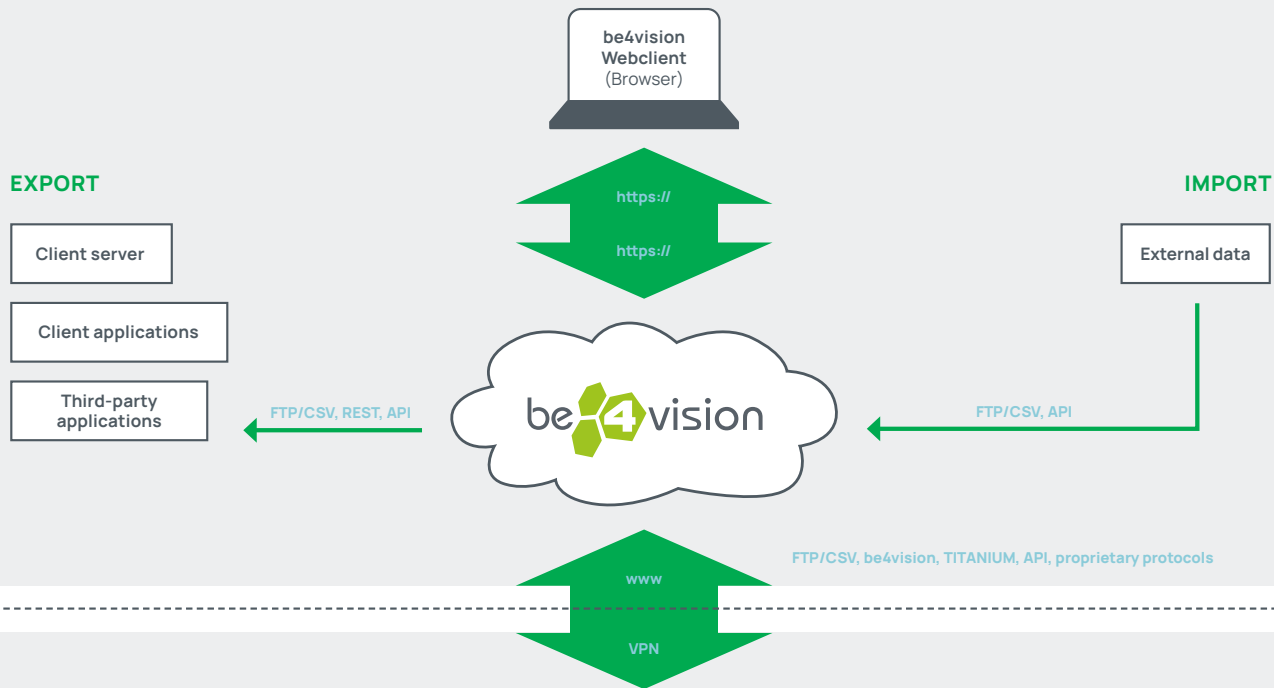 be4vision
Webclient
(Browser)
https://
https://
EXPORT
Client server
Client applications
Third-party
applications
FTP/CSV, REST, API
be4vision
IMPORT
External data
FTP/CSV, API
FTP/CSV, be4vision, TITANIUM, API, proprietary protocols
www
VPN